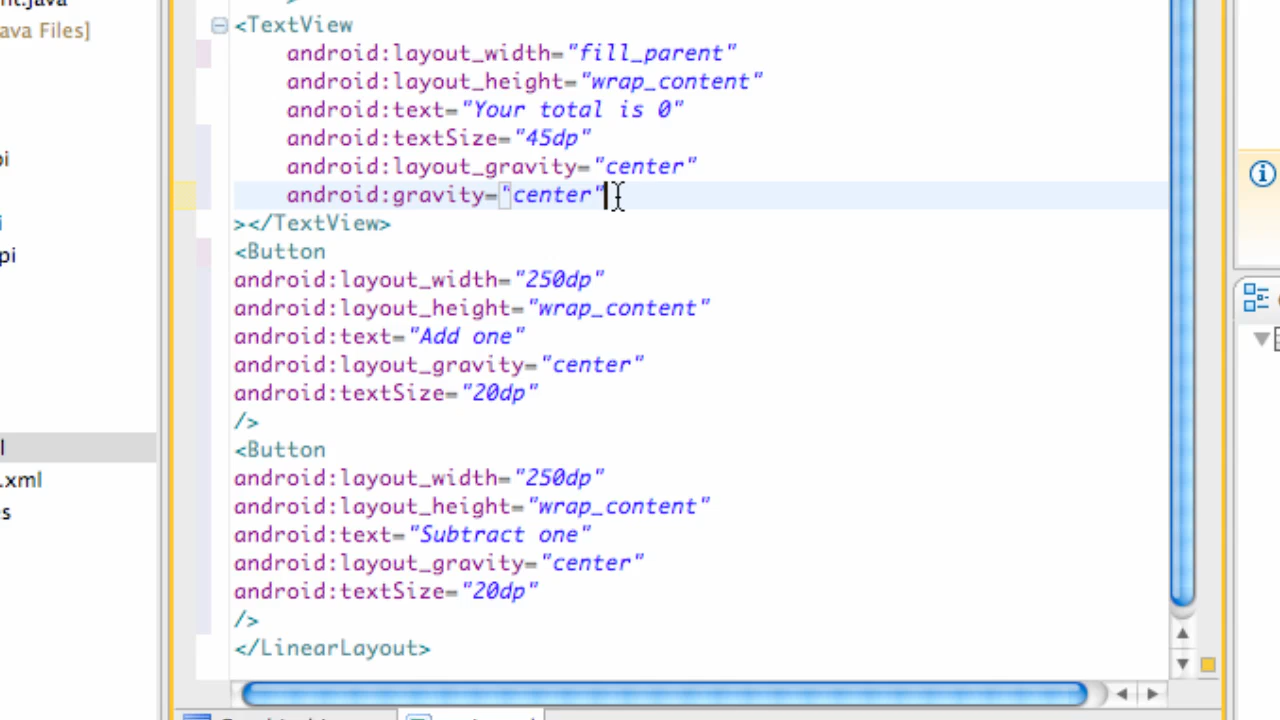 ava Files]
pi
i
pi
l
.xml
s
<TextView
android:layout_width="fill_parent"
android:layout_height="wrap_content"
android:text="Your total is 0"
android:textSize="45dp"
android:layout_gravity="center"
android:gravity="center"
></TextView>
<Button
android:layout_width="250dp"
android:layout_height="wrap_content"
android:text="Add one"
android:layout_gravity="center"
android:textSize="20dp"
/>
<Button
android:layout_width="250dp"
android:layout_height="wrap_content"
android:text="Subtract one"
android:layout_gravity="center"
android:textSize="20dp"
/>
</LinearLayout>